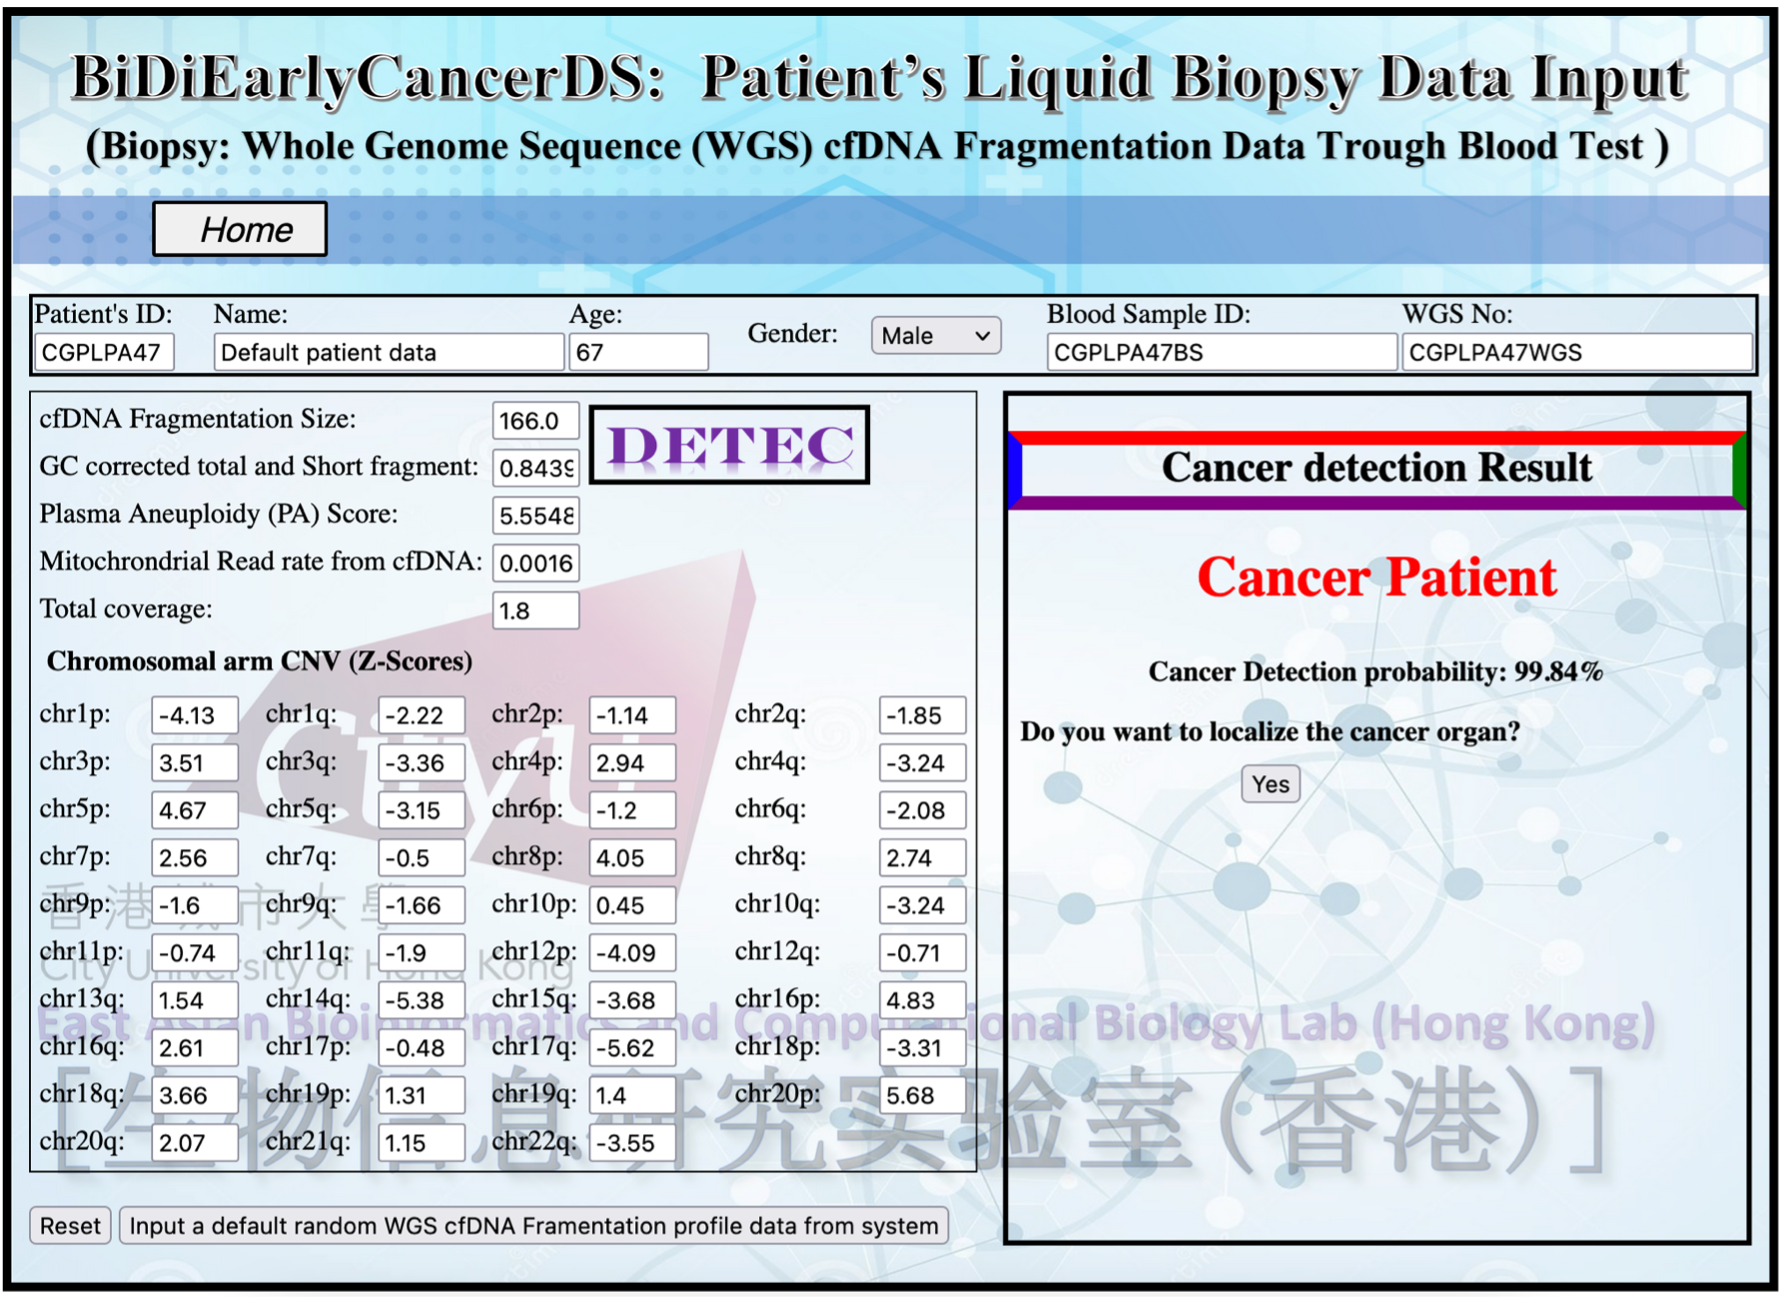 BiDiEarlyCancerDS: Patient’s Liquid Biopsy Data Input
(Biopsy: Whole Genome Sequence (WGS) cfDNA Fragmentation Data Trough Blood Test )
Home
Patient's ID: Name: Age: Gender: Male Blood Sample ID: WGS No:
CGPLPA47 Default patient data 67 CGPLPA47BS CGPLPA47WGS
cfDNA Fragmentation Size: 166.0 DETEC
GC corrected total and Short fragment: 0.8439
Plasma Aneuploidy (PA) Score: 5.5548
Mitochrondrial Read rate from cfDNA: 0.0016
Total coverage: 1.8
Chromosomal arm CNV (Z-Scores)
chr1p: -4.13 chr1q: -2.22 chr2p: -1.14 chr2q: -1.85
chr3p: 3.51 chr3q: -3.36 chr4p: 2.94 chr4q: -3.24
chr5p: 4.67 chr5q: -3.15 chr6p: -1.2 chr6q: -2.08
chr7p: 2.56 chr7q: -0.5 chr8p: 4.05 chr8q: 2.74
chr9p: -1.6 chr9q: -1.66 chr10p: 0.45 chr10q: -3.24
chr11p: -0.74 chr11q: -1.9 chr12p: -4.09 chr12q: -0.71
chr13q: 1.54 chr14q: -5.38 chr15q: -3.68 chr16p: 4.83
chr16q: 2.61 chr17p: -0.48 chr17q: -5.62 chr18p: -3.31
chr18q: 3.66 chr19p: 1.31 chr19q: 1.4 chr20p: 5.68
chr20q: 2.07 chr21q: 1.15 chr22q: -3.55
Reset Input a default random WGS cfDNA Framentation profile data from system
Cancer detection Result
Cancer Patient
Cancer Detection probability: 99.84%
Do you want to localize the cancer organ?
Yes
CityU
香港城市大學
City University of Hong Kong
East Asian Bioinformatics and Computational Biology Lab (Hong Kong)
[生物信息研究实验室(香港)]